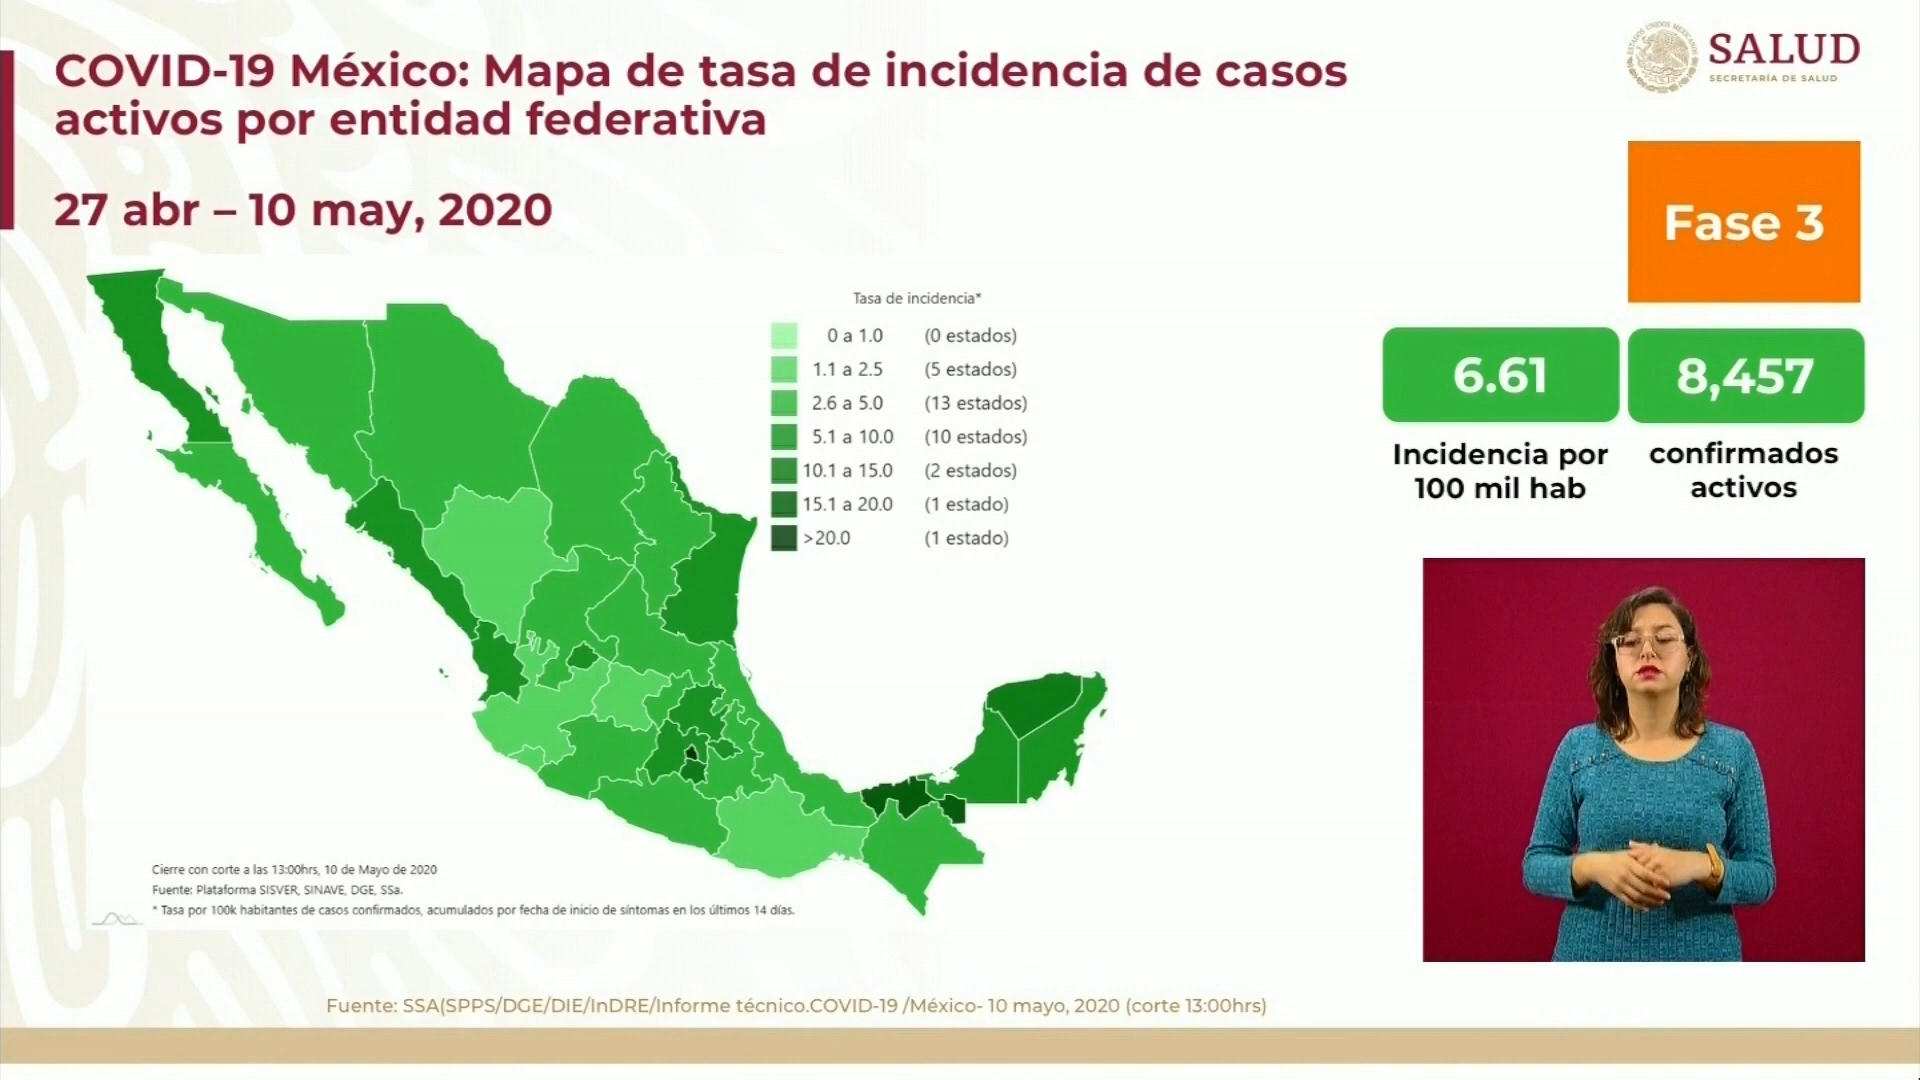 COVID-19 México: Mapa de tasa de incidencia de casos
activos por entidad federativa
27 abr – 10 may, 2020
SALUD
SECRETARÍA DE SALUD
Fase 3
6.61
Incidencia por
100 mil hab
8,457
confirmados
activos
Tasa de incidencia*
0 a 1.0 (0 estados)
1.1 a 2.5 (5 estados)
2.6 a 5.0 (13 estados)
5.1 a 10.0 (10 estados)
10.1 a 15.0 (2 estados)
15.1 a 20.0 (1 estado)
>20.0 (1 estado)
Cierre con corte a las 13:00hrs, 10 de Mayo de 2020
Fuente: Plataforma SISVER, SINAVE, DGE, SSa.
* Tasa por 100k habitantes de casos confirmados, acumulados por fecha de inicio de síntomas en los últimos 14 días.
Fuente: SSA(SPPS/DGE/DIE/InDRE/Informe técnico.COVID-19 /México- 10 mayo, 2020 (corte 13:00hrs)